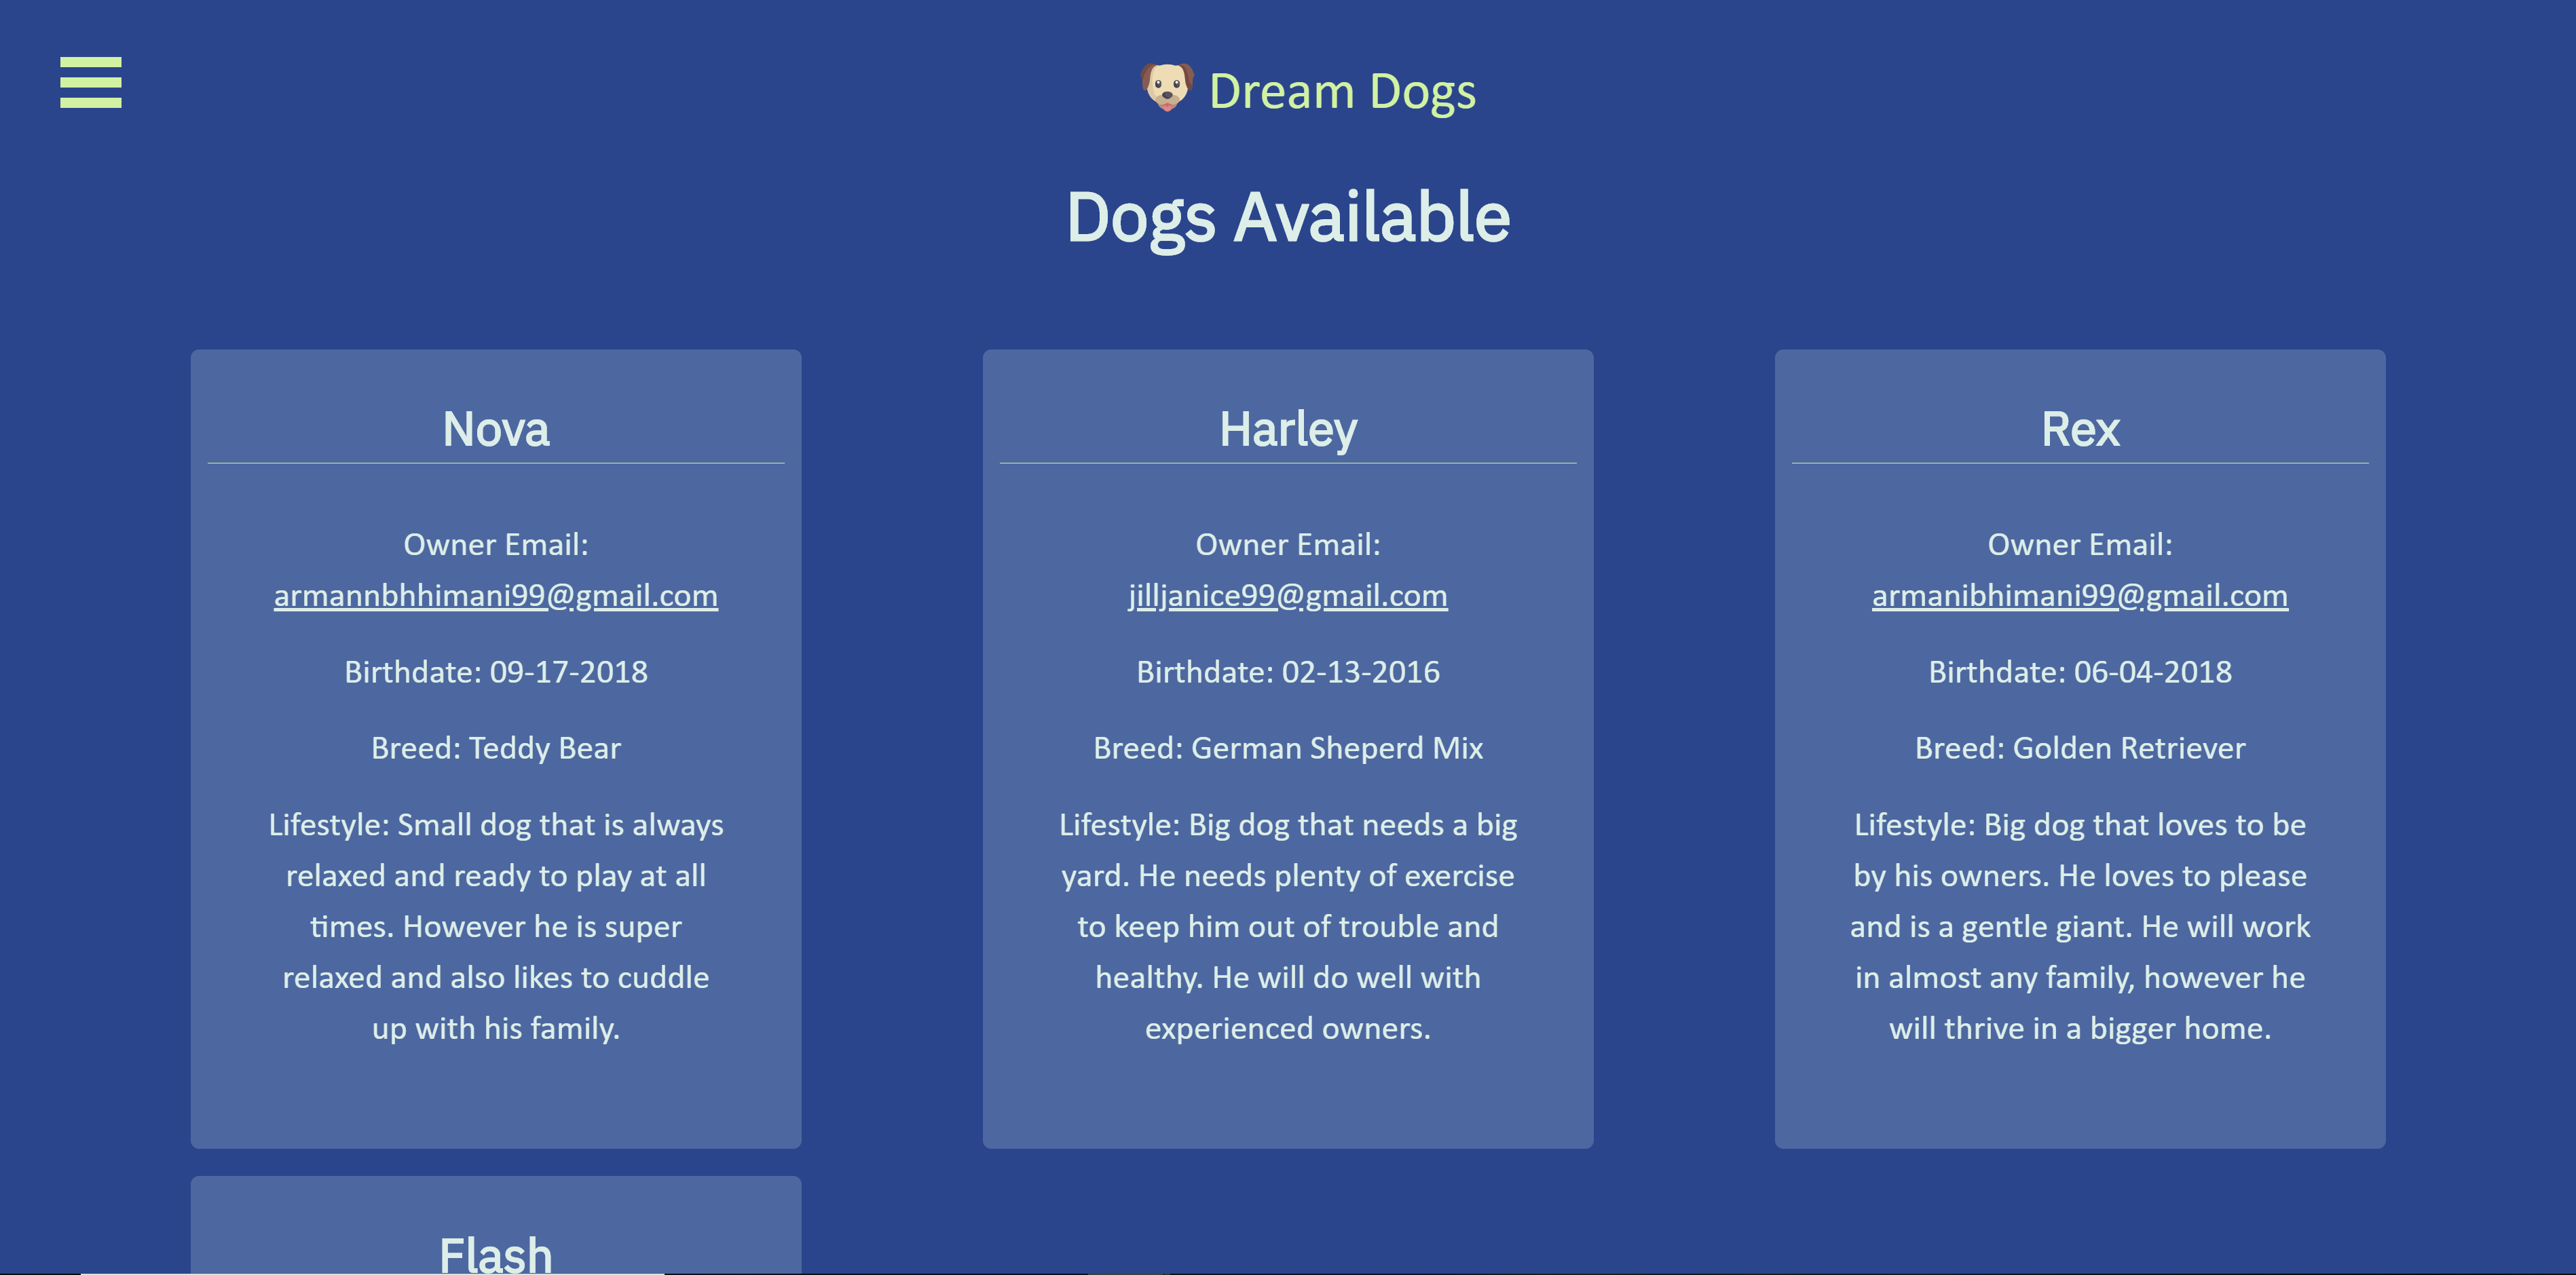 Dream Dogs
Dogs Available
Nova
Owner Email:
armannbhhimani99@gmail.com
Birthdate: 09-17-2018
Breed: Teddy Bear
Lifestyle: Small dog that is always
relaxed and ready to play at all
times. However he is super
relaxed and also likes to cuddle
up with his family.
Harley
Owner Email:
jilljanice99@gmail.com
Birthdate: 02-13-2016
Breed: German Sheperd Mix
Lifestyle: Big dog that needs a big
yard. He needs plenty of exercise
to keep him out of trouble and
healthy. He will do well with
experienced owners.
Rex
Owner Email:
armanibhimani99@gmail.com
Birthdate: 06-04-2018
Breed: Golden Retriever
Lifestyle: Big dog that loves to be
by his owners. He loves to please
and is a gentle giant. He will work
in almost any family, however he
will thrive in a bigger home.
Flash